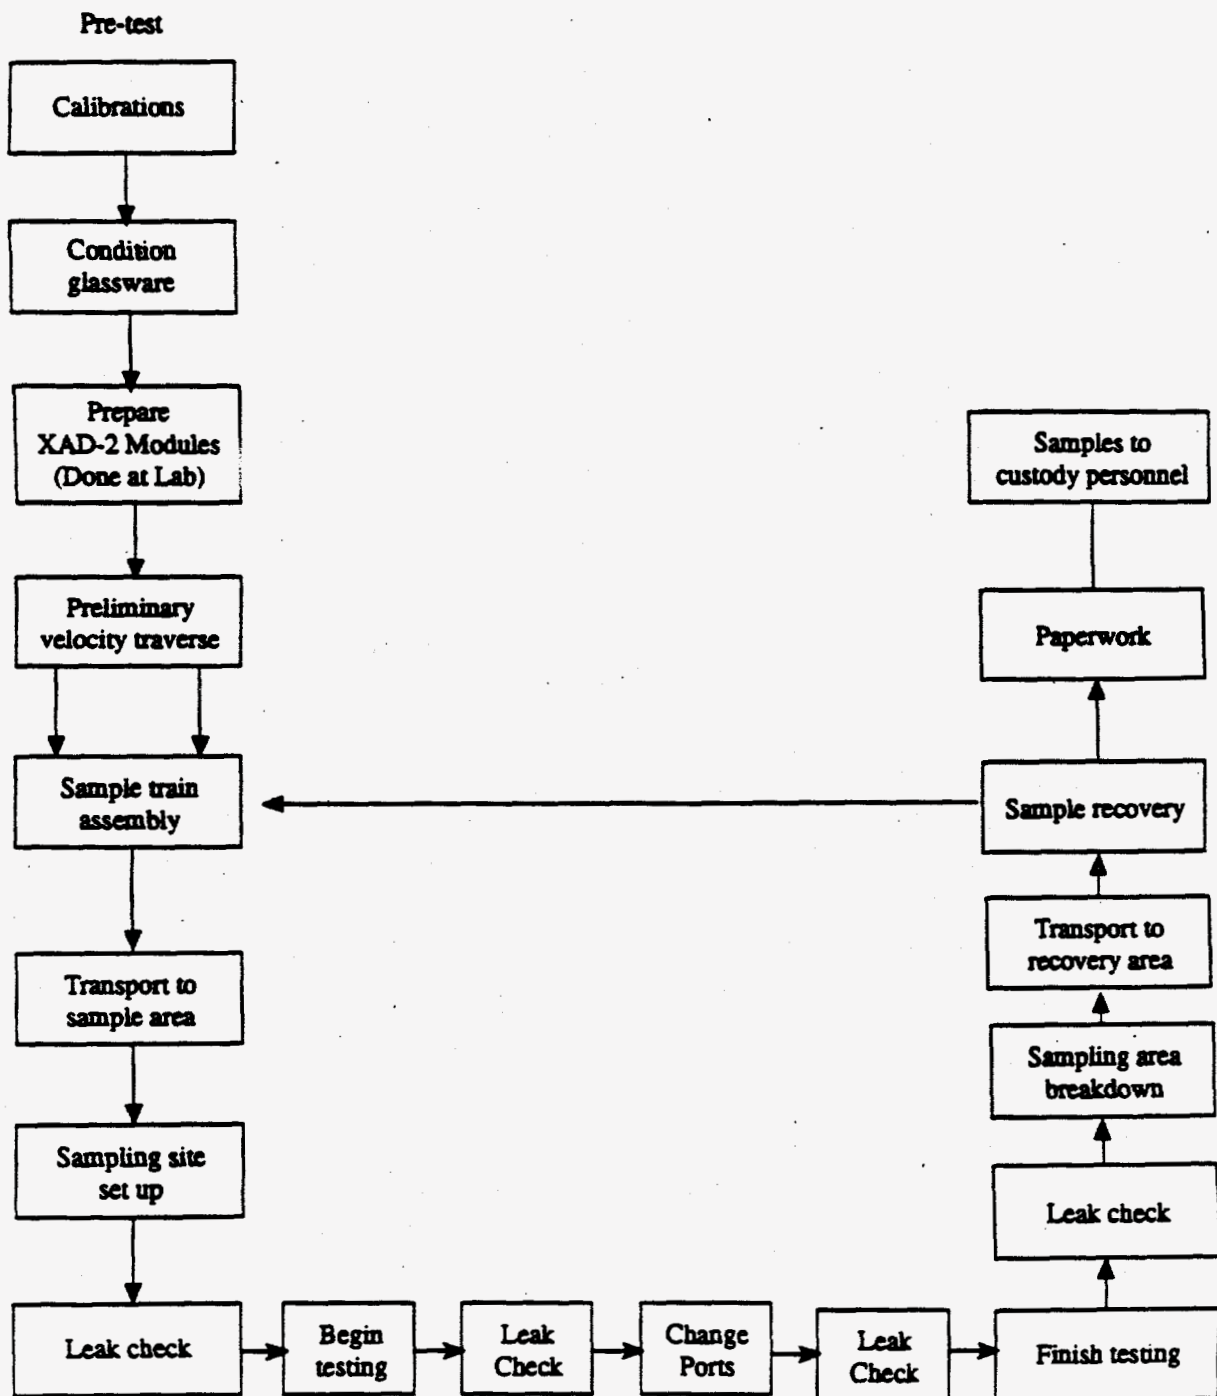 Pre-test
Calibrations
Condition
glassware
Prepare
XAD-2 Modules
(Done at Lab)
Preliminary
velocity traverse
Sample train
assembly
Transport to
sample area
Sampling site
set up
Leak check
Begin
testing
Leak
Check
Change
Ports
Leak
Check
Finish testing
Leak check
Sampling area
breakdown
Transport to
recovery area
Sample recovery
Paperwork
Samples to
custody personnel